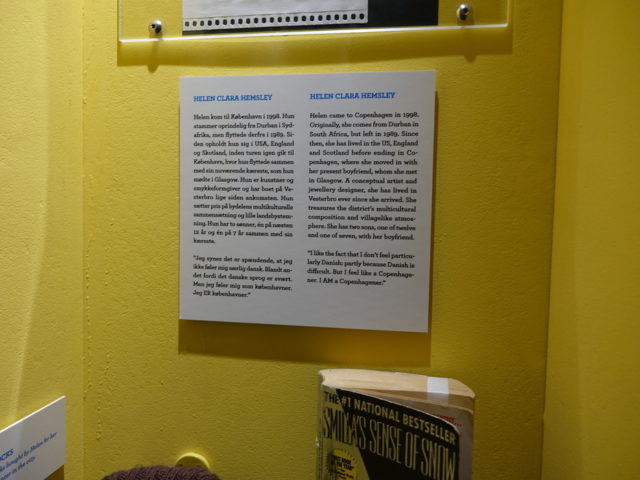 HELEN CLARA HEMSLEY
Helen kom til København i 1998. Hun
stammer oprindelig fra Durban i Syd-
afrika, men flyttede derfra i 1989. Si-
den opholdt hun sig i USA, England
og Skotland, inden turen igen gik til
København, hvor hun flyttede sammen
med sin nuværende kæreste, som hun
mødte i Glasgow. Hun er kunstner og
smykkeformgiver og har boet på Ve-
sterbro lige siden ankomsten. Hun
sætter pris på bydelens multikulturelle
sammensætning og lille landsbystem-
ning. Hun har to sønner, én på næsten
12 år og én på 7 år sammen med sin
kæreste.
"Jeg synes det er spændende, at jeg
ikke føler mig særlig dansk. Blandt an-
det fordi det danske sprog er svært.
Men jeg føler mig som københavner.
Jeg ER københavner."
HELEN CLARA HEMSLEY
Helen came to Copenhagen in 1998.
Originally, she comes from Durban in
South Africa, but left in 1989. Since
then, she has lived in the US, England
and Scotland before ending in Co-
penhagen, where she moved in with
her present boyfriend, whom she met
in Glasgow. A conceptual artist and
jewellery designer, she has lived in
Vesterbro ever since she arrived. She
treasures the district's multicultural
composition and villagelike atmos-
phere. She has two sons, one of twelve
and one of seven, with her boyfriend.
"I like the fact that I don't feel particu-
larly Danish; partly because Danish is
difficult. But I feel like a Copenhage-
ner. I AM a Copenhagener."
THE #1 NATIONAL BESTSELLER
SMILLA'S SENSE OF SNOW
bought by Helen for her
in the city